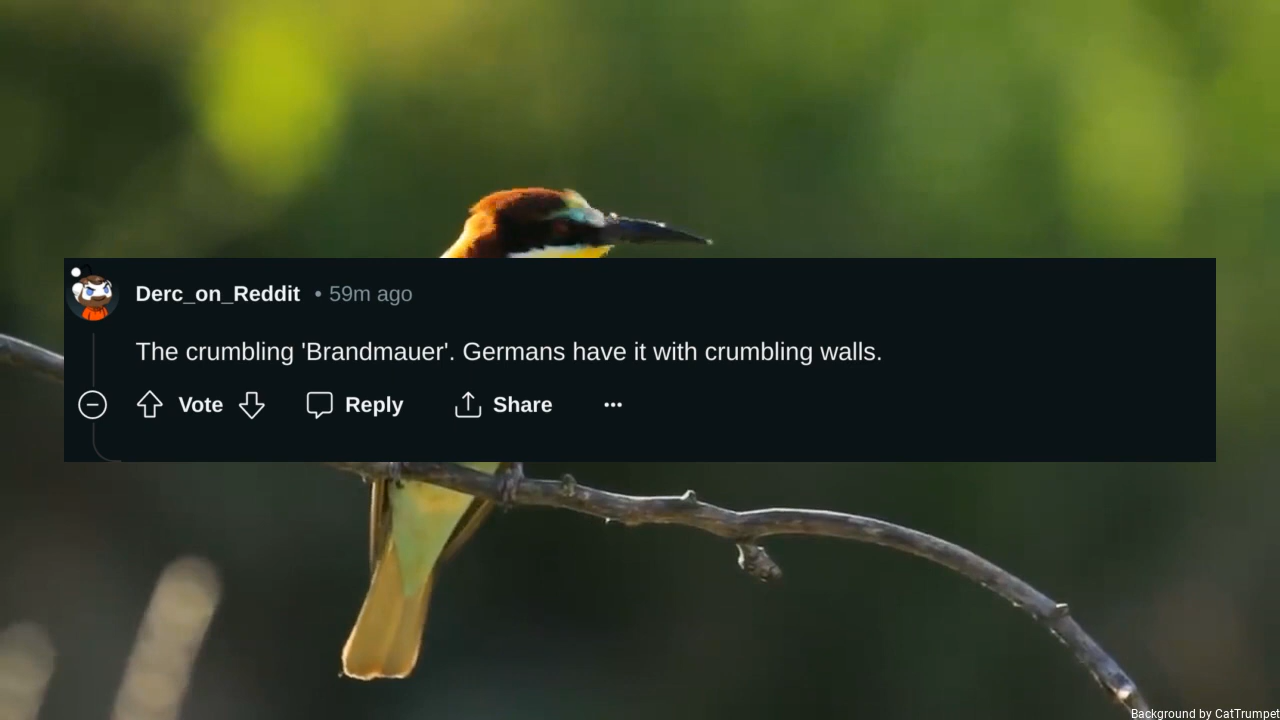 Derc_on_Reddit • 59m ago
The crumbling 'Brandmauer'. Germans have it with crumbling walls.
Vote Reply Share ···
Background by CatTrumpet